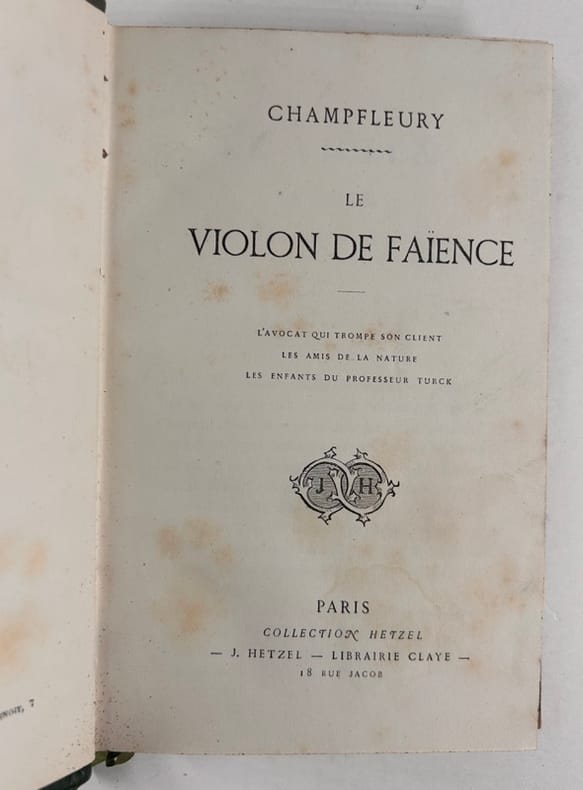 CHAMPFLEURY
LE
VIOLON DE FAÏENCE
L'AVOCAT QUI TROMPE SON CLIENT
LES AMIS DE LA NATURE
LES ENFANTS DU PROFESSEUR TURCK
J H
PARIS
COLLECTION HETZEL
— J. HETZEL — LIBRAIRIE CLAYE —
18 RUE JACOB
7